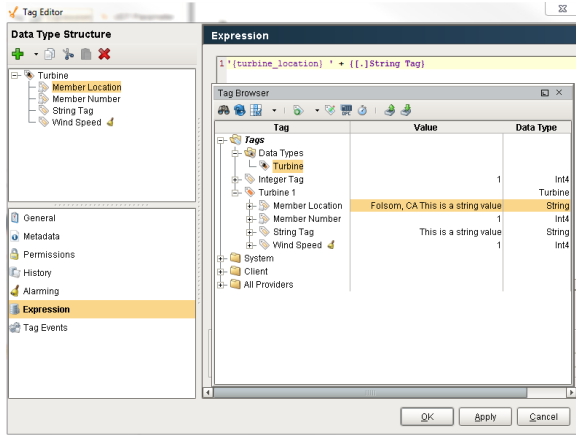 Tag Editor
Data Type Structure
Turbine
Member Location
Member Number
String Tag
Wind Speed
General
Metadata
Permissions
History
Alarming
Expression
Tag Events
Expression
1 '{turbine_location} ' + {[.]String Tag}
Tag Browser
Tag Value Data Type
Tags
Data Types
Turbine
Integer Tag 1 Int4
Turbine 1 Turbine
Member Location Folsom, CA This is a string value String
Member Number 1 Int4
String Tag This is a string value String
Wind Speed 1 Int4
System
Client
All Providers
OK Apply Cancel